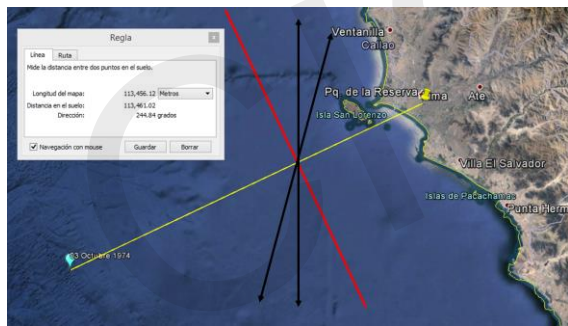 Regla
Línea Ruta
Mide la distancia entre dos puntos en el suelo.
Longitud del mapa: 113,456.12 Metros
Distancia en el suelo: 113,461.02
Dirección: 244.84 grados
Navegación con mouse Guardar Borrar
Ventanilla
Callao
Pq. de la Reserva
Lima
Ate
Isla San Lorenzo
Villa El Salvador
Islas de Pachacamac
Punta Herm
03 Octubre 1974